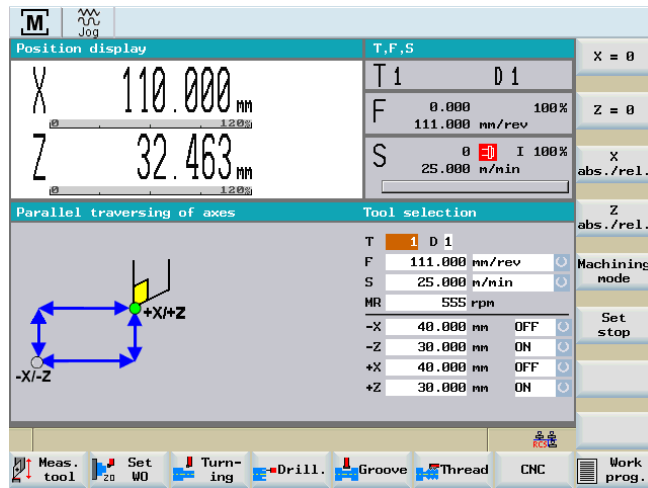 M
Jog
Position display
T,F,S
X = 0
X 110.000 mm
T 1 D 1
0 120%
F 0.000 100%
111.000 mm/rev
Z = 0
Z 32.463 mm
0 120%
S 0 I 100%
25.000 m/min
X
abs./rel.
Parallel traversing of axes
Tool selection
Z
abs./rel.
T 1 D 1
F 111.000 mm/rev
S 25.000 m/min
MR 555 rpm
Machining
mode
+X/+Z
-X/-Z
-X 40.000 mm OFF
-Z 30.000 mm ON
+X 40.000 mm OFF
+Z 30.000 mm ON
Set
stop
RCS
Meas.
tool
20
Set
WO
Turn-
ing
Drill.
Groove
Thread
CNC
Work
prog.